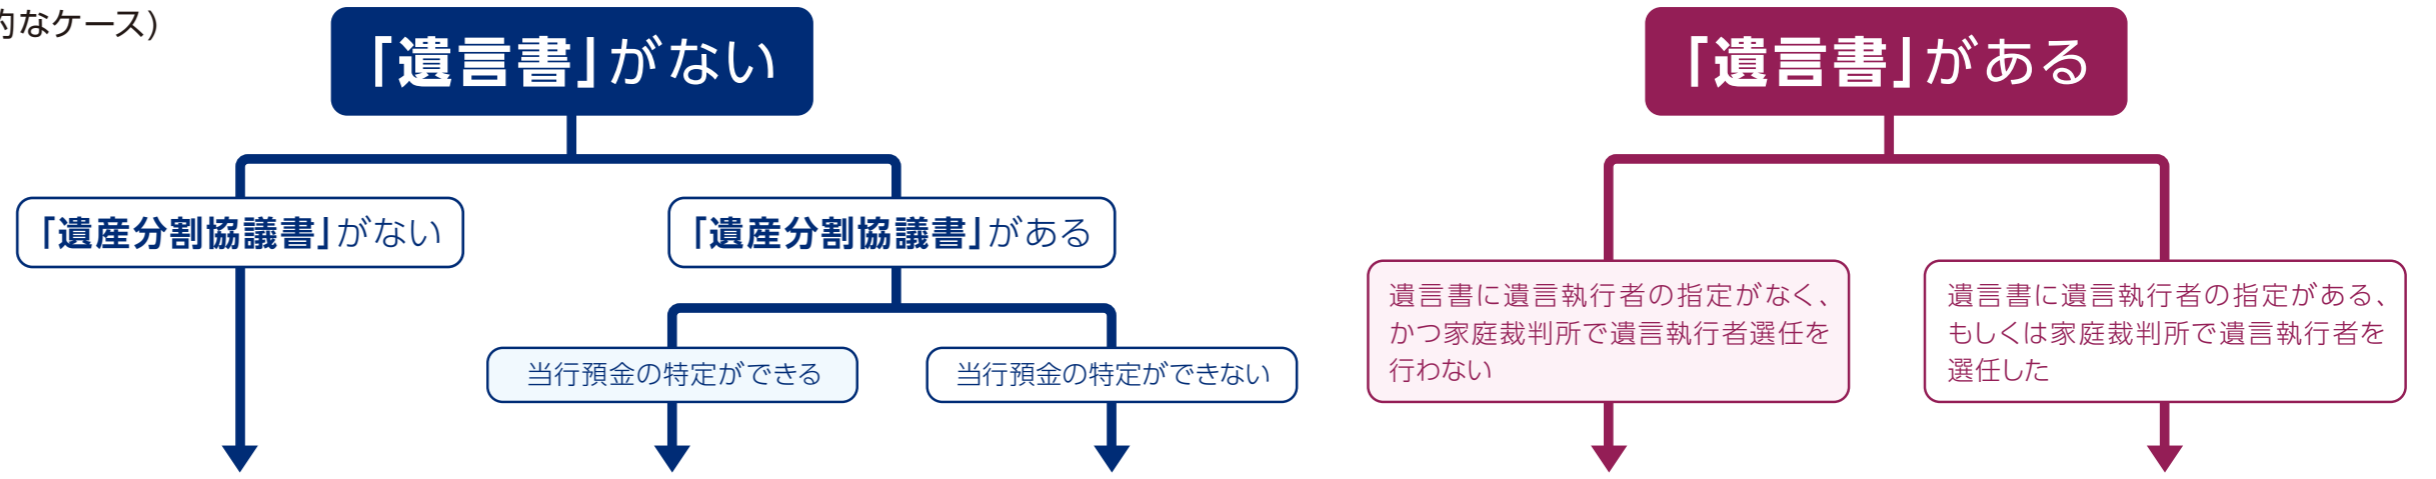 的なケース)
「遺言書」がない
「遺言書」がある
「遺産分割協議書」がない
「遺産分割協議書」がある
当行預金の特定ができる
当行預金の特定ができない
遺言書に遺言執行者の指定がなく、
かつ家庭裁判所で遺言執行者選任を
行わない
遺言書に遺言執行者の指定がある、
もしくは家庭裁判所で遺言執行者を
選任した